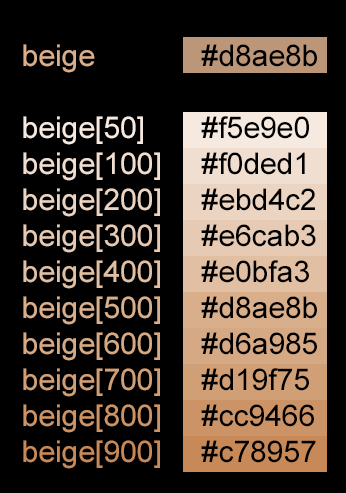 beige #d8ae8b
beige[50] #f5e9e0
beige[100] #f0ded1
beige[200] #ebd4c2
beige[300] #e6cab3
beige[400] #e0bfa3
beige[500] #d8ae8b
beige[600] #d6a985
beige[700] #d19f75
beige[800] #cc9466
beige[900] #c78957